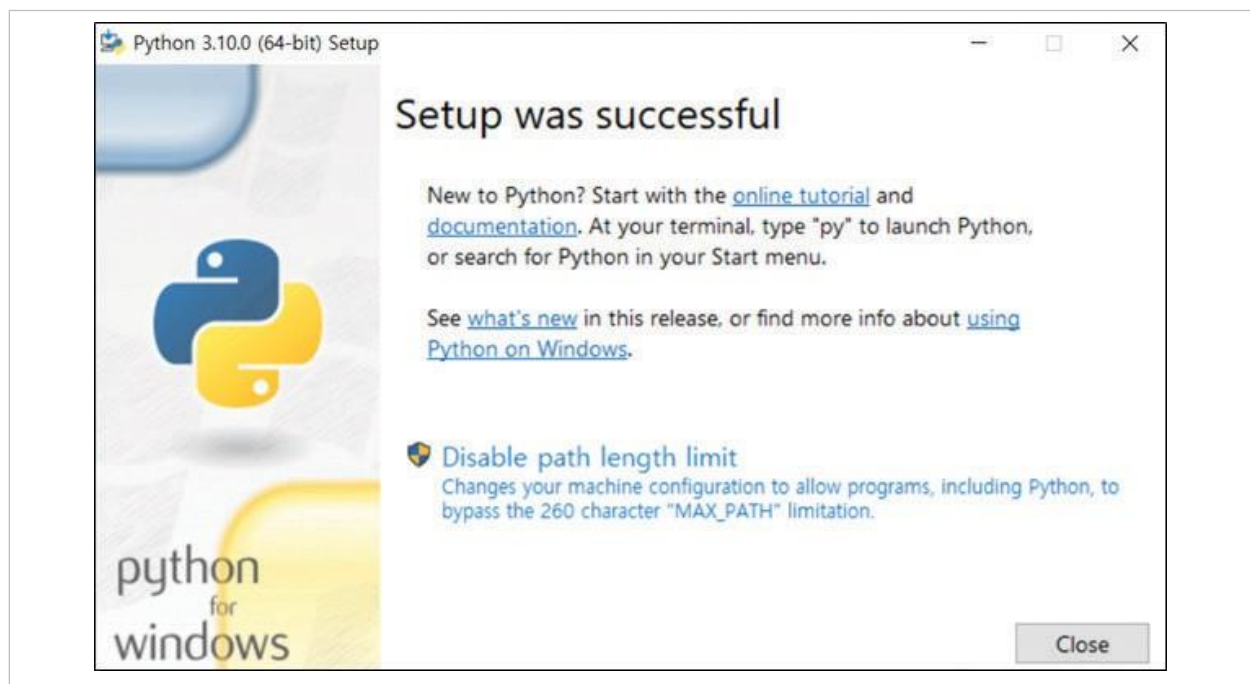 Python 3.10.0 (64-bit) Setup
Setup was successful
New to Python? Start with the online tutorial and
documentation. At your terminal, type "py" to launch Python,
or search for Python in your Start menu.
See what's new in this release, or find more info about using
Python on Windows.
Disable path length limit
Changes your machine configuration to allow programs, including Python, to
bypass the 260 character "MAX_PATH" limitation.
python
for
windows
Close